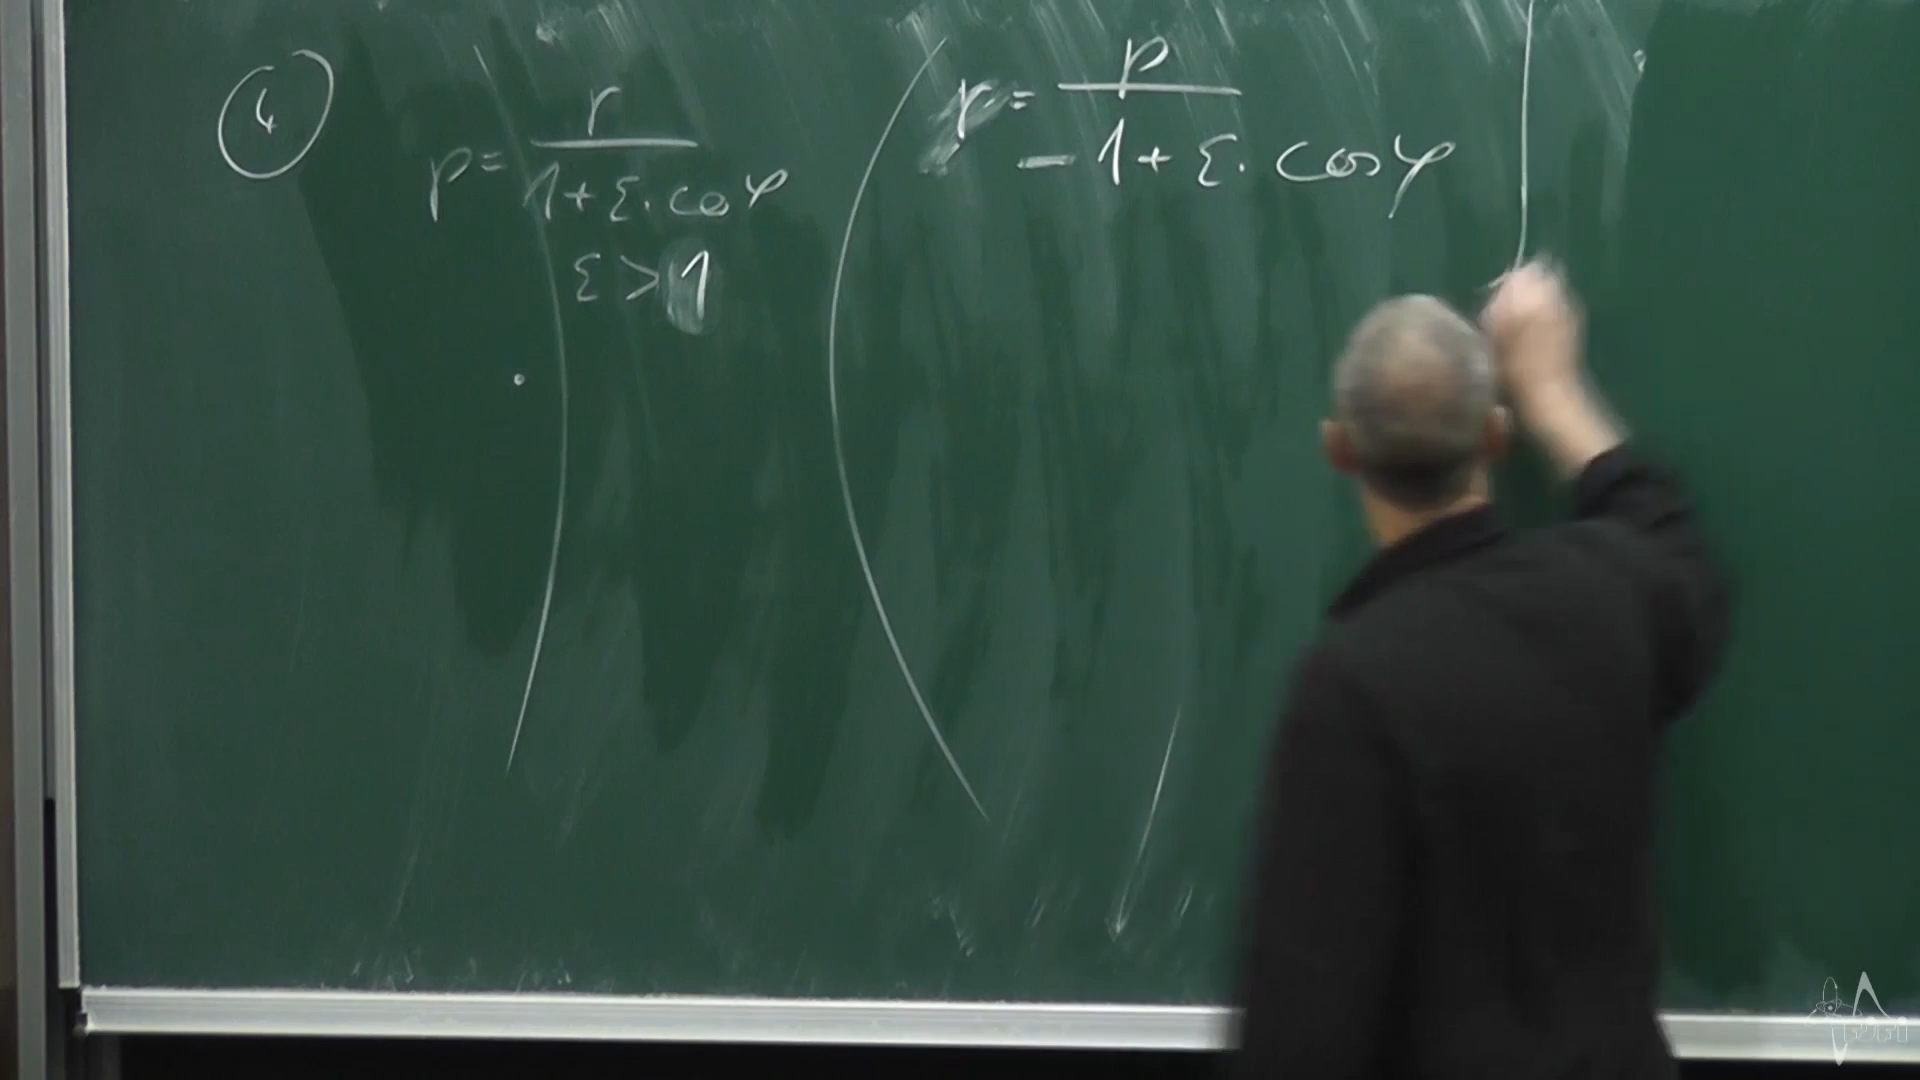 4
p = r / 1 + ε · cos φ
ε > 1
r = p / - 1 + ε · cos φ